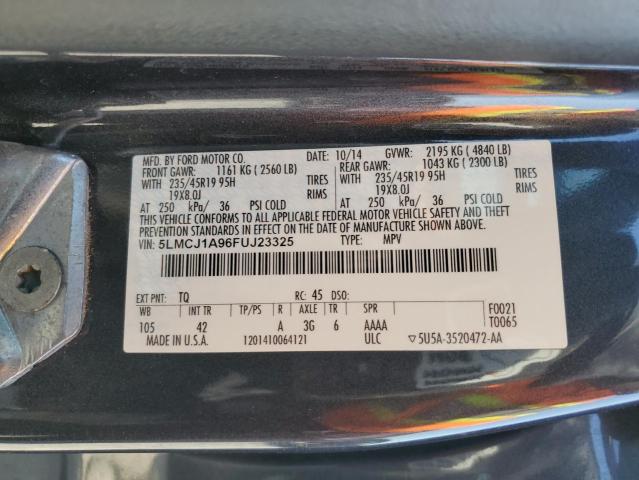 MFD. BY FORD MOTOR CO.
DATE: 10/14 GVWR: 2195 KG ( 4840 LB)
FRONT GAWR: 1161 KG ( 2560 LB)
REAR GAWR: 1043 KG ( 2300 LB)
WITH 235/45R19 95H TIRES
19X8.0J RIMS
AT 250 kPa/ 36 PSI COLD
WITH 235/45R19 95H TIRES
19X8.0J RIMS
AT 250 kPa/ 36 PSI COLD
THIS VEHICLE CONFORMS TO ALL APPLICABLE FEDERAL MOTOR VEHICLE SAFETY AND THEFT
PREVENTION STANDARDS IN EFFECT ON THE DATE OF MANUFACTURE SHOWN ABOVE.
VIN: 5LMCJ1A96FUJ23325 TYPE: MPV
EXT PNT: TQ RC: 45 DSO:
WB INT TR TP/PS R AXLE TR SPR F0021
105 42 A 3G 6 AAAA T0065
MADE IN U.S.A. 1201410064121 ULC ▽5U5A-3520472-AA